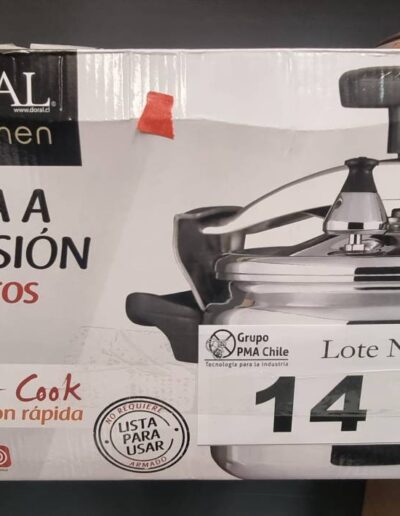 AL®
www.doral.cl
hen
A A
SIÓN
TOS
Cook
ón rápida
NO REQUIERE
LISTA
PARA
USAR
ARMADO
Grupo
PMA Chile
Tecnología para la Industria
Lote N
14